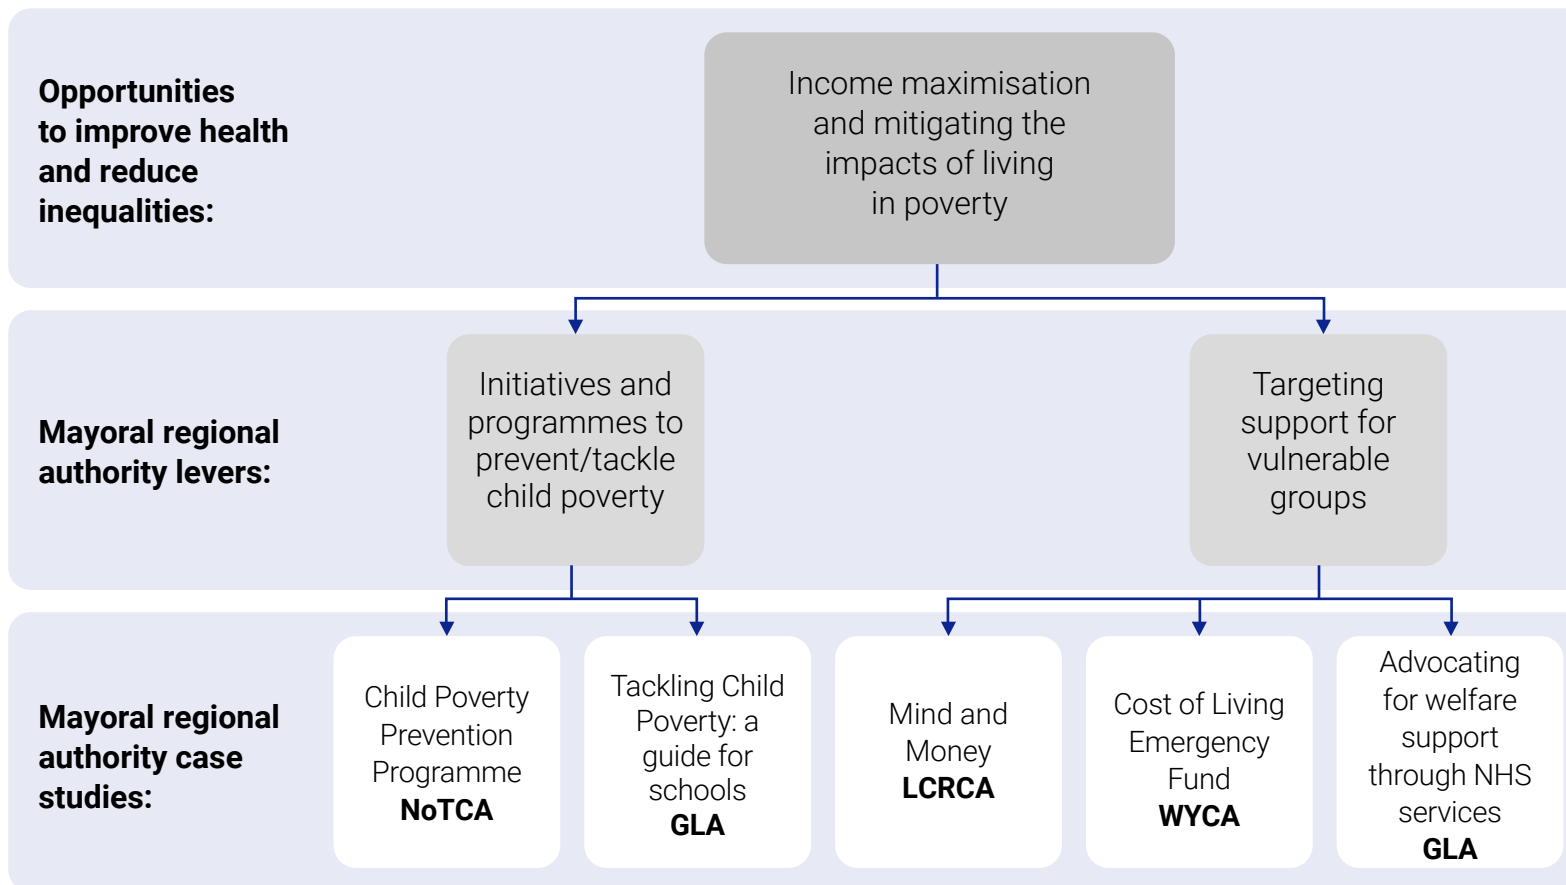 Opportunities
to improve health
and reduce
inequalities:
Income maximisation
and mitigating the
impacts of living
in poverty
Mayoral regional
authority levers:
Initiatives and
programmes to
prevent/tackle
child poverty
Targeting
support for
vulnerable
groups
Mayoral regional
authority case
studies:
Child Poverty
Prevention
Programme
NoTCA
Tackling Child
Poverty: a
guide for
schools
GLA
Mind and
Money
LCRCA
Cost of Living
Emergency
Fund
WYCA
Advocating
for welfare
support
through NHS
services
GLA